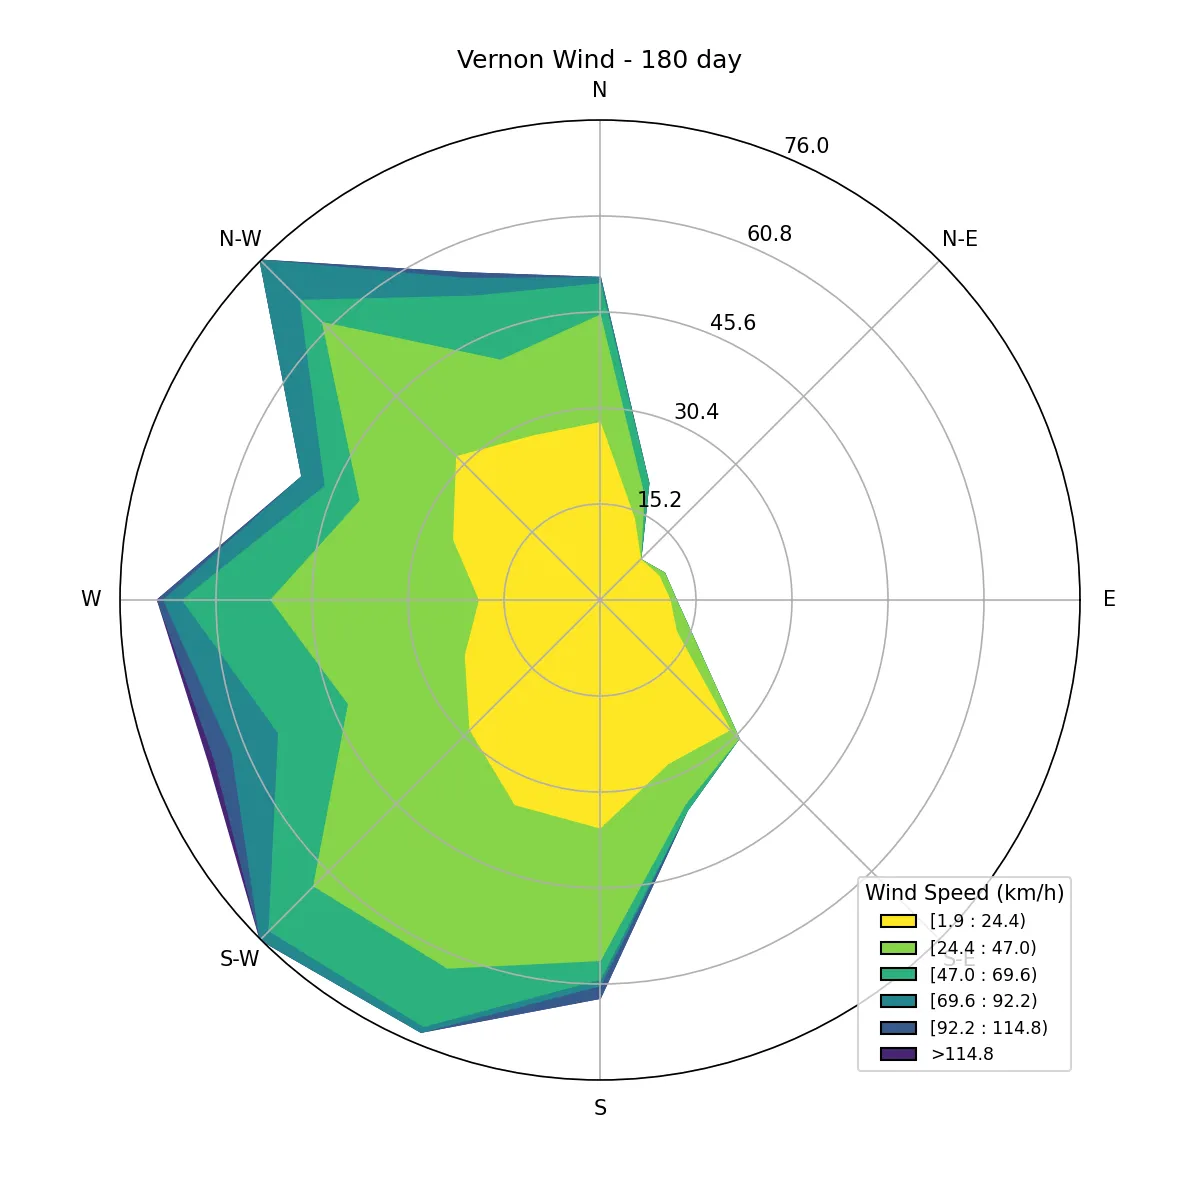 Vernon Wind - 180 day
N
76.0
60.8
N-W
N-E
45.6
30.4
15.2
W
E
Wind Speed (km/h)
[1.9 : 24.4)
[24.4 : 47.0)
S-W
S-E
[47.0 : 69.6)
[69.6 : 92.2)
[92.2 : 114.8)
>114.8
S